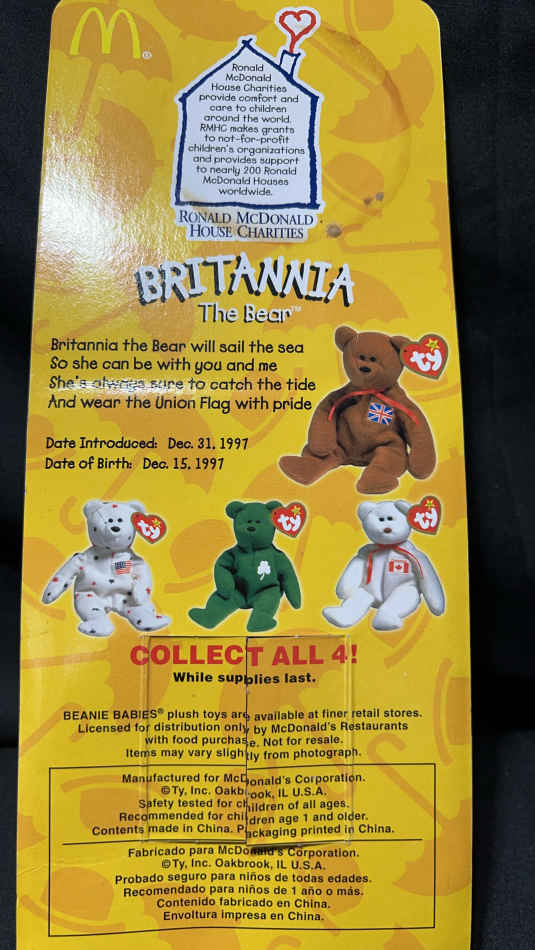 Ronald
McDonald
House Charities
provide comfort and
care to children
around the world.
RMHC makes grants
to not-for-profit
children's organizations
and provides support
to nearly 200 Ronald
McDonald Houses
worldwide.
RONALD MCDONALD
HOUSE CHARITIES
BRITANNIA
The Bear™
Britannia the Bear will sail the sea
So she can be with you and me
She's always sure to catch the tide
And wear the Union Flag with pride
ty
Date Introduced: Dec. 31, 1997
Date of Birth: Dec. 15, 1997
ty
ty
ty
COLLECT ALL 4!
While supplies last.
BEANIE BABIES® plush toys are available at finer retail stores.
Licensed for distribution only by McDonald's Restaurants
with food purchase. Not for resale.
Items may vary slightly from photograph.
Manufactured for McDonald's Corporation.
©Ty, Inc. Oakbrook, IL U.S.A.
Safety tested for children of all ages.
Recommended for children age 1 and older.
Contents made in China. Packaging printed in China.
Fabricado para McDonald's Corporation.
©Ty, Inc. Oakbrook, IL U.S.A.
Probado seguro para niños de todas edades.
Recomendado para niños de 1 año o más.
Contenido fabricado en China.
Envoltura impresa en China.